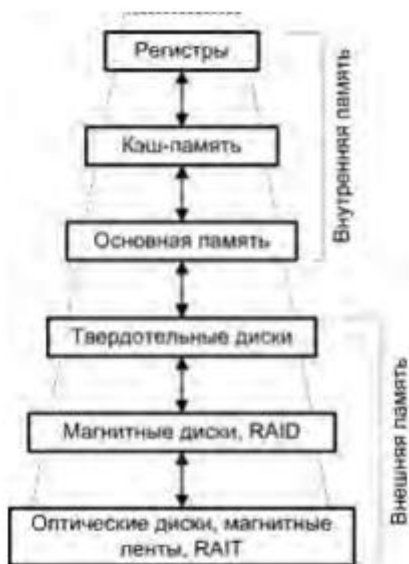 Регистры
Кэш-память
Основная память
Твердотельные диски
Магнитные диски, RAID
Оптические диски, магнитные
ленты, RAIT
Внутренняя память
Внешняя память